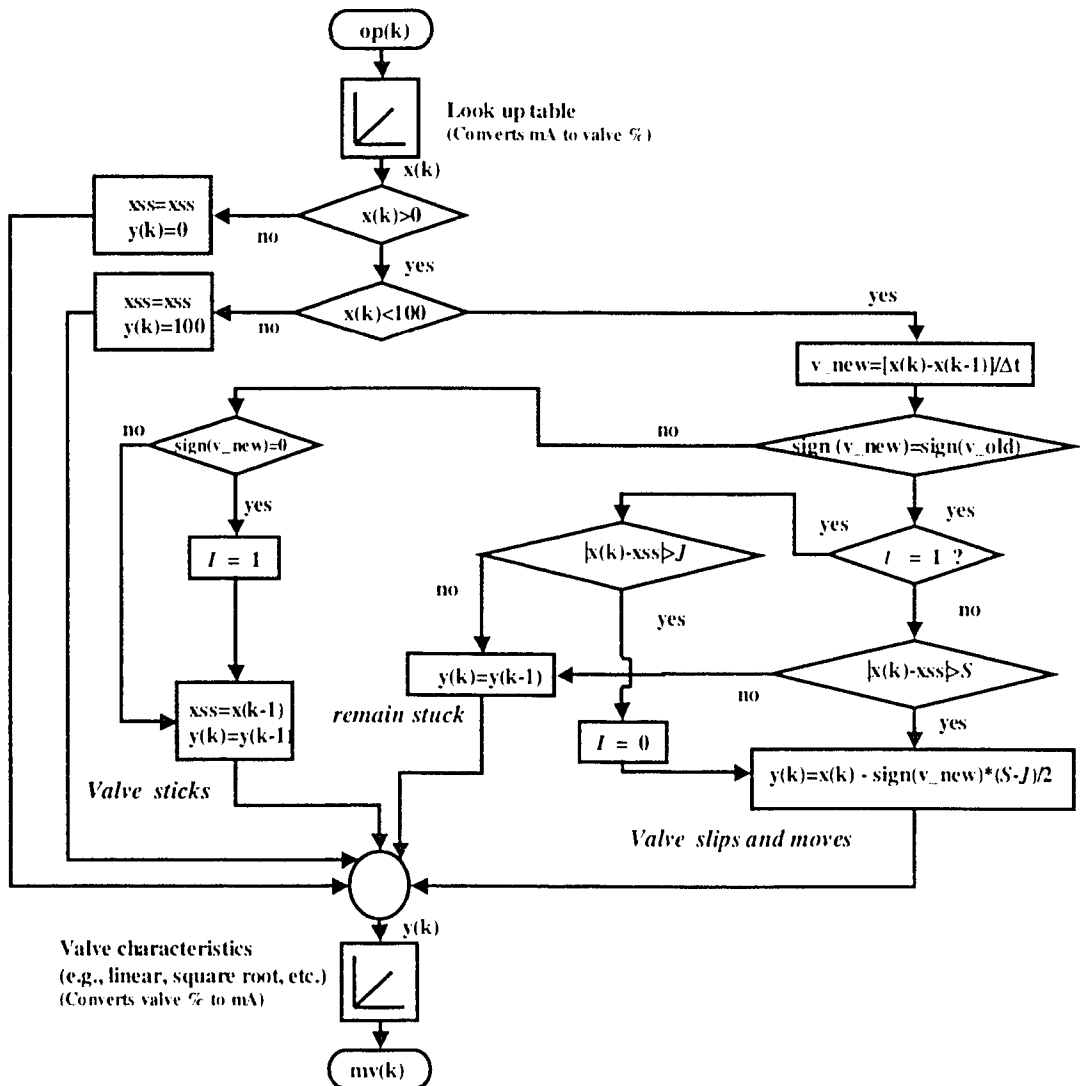 op(k)
Look up table
(Converts mA to valve %)
x(k)
xss=xss
y(k)=0
no
x(k)>0
yes
xss=xss
y(k)=100
no
x(k)<100
yes
v_new=[x(k)-x(k-1)]/Δt
no
sign(v_new)=0
no
sign (v_new)=sign(v_old)
yes
yes
yes
I = 1
|x(k)-xss|>J
I = 1 ?
no
yes
no
y(k)=y(k-1)
no
|x(k)-xss|>S
remain stuck
xss=x(k-1)
y(k)=y(k-1)
I = 0
yes
y(k)=x(k) - sign(v_new)*(S-J)/2
Valve sticks
Valve slips and moves
y(k)
Valve characteristics
(e.g., linear, square root, etc.)
(Converts valve % to mA)
mv(k)